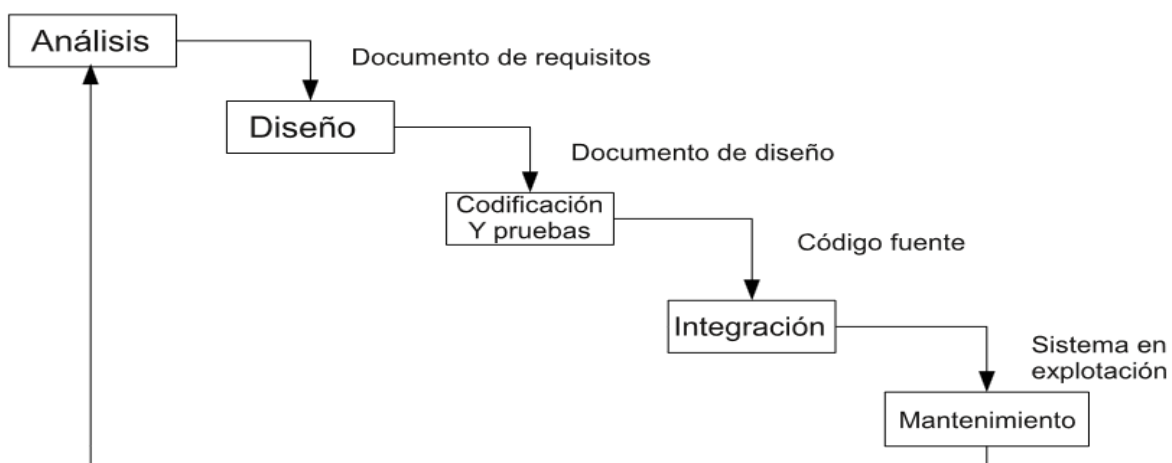 Análisis
Documento de requisitos
Diseño
Documento de diseño
Codificación
Y pruebas
Código fuente
Integración
Sistema en
explotación
Mantenimiento